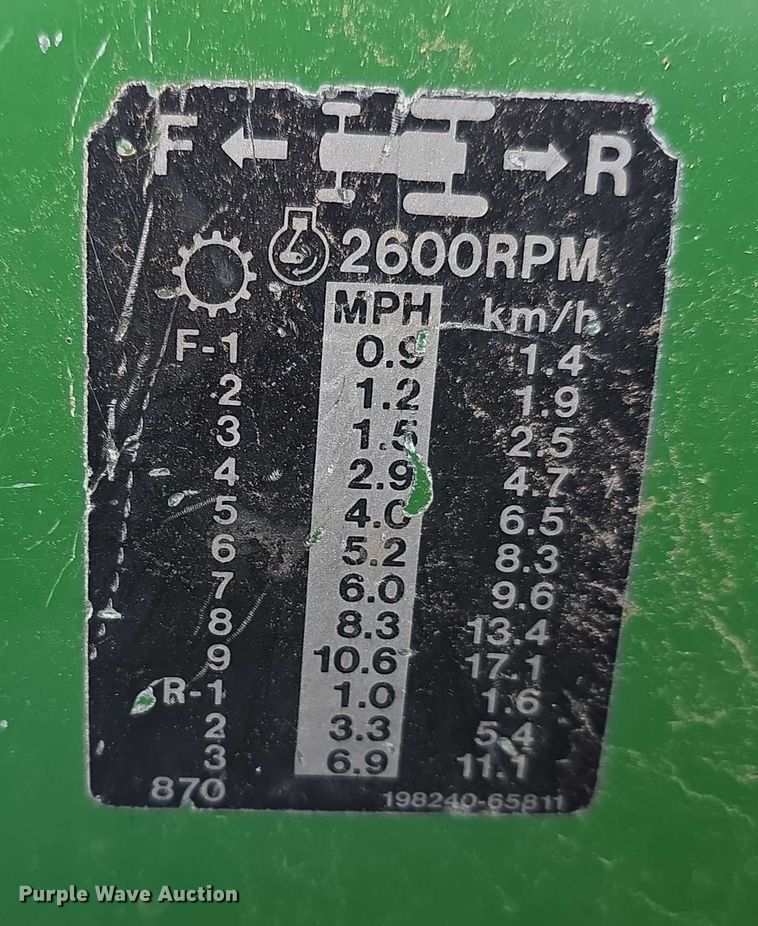 F R
2600RPM
MPH km/h
F-1 0.9 1.4
2 1.2 1.9
3 1.5 2.5
4 2.9 4.7
5 4.0 6.5
6 5.2 8.3
7 6.0 9.6
8 8.3 13.4
9 10.6 17.1
R-1 1.0 1.6
2 3.3 5.4
3 6.9 11.1
870 198240-65811
Purple Wave Auction